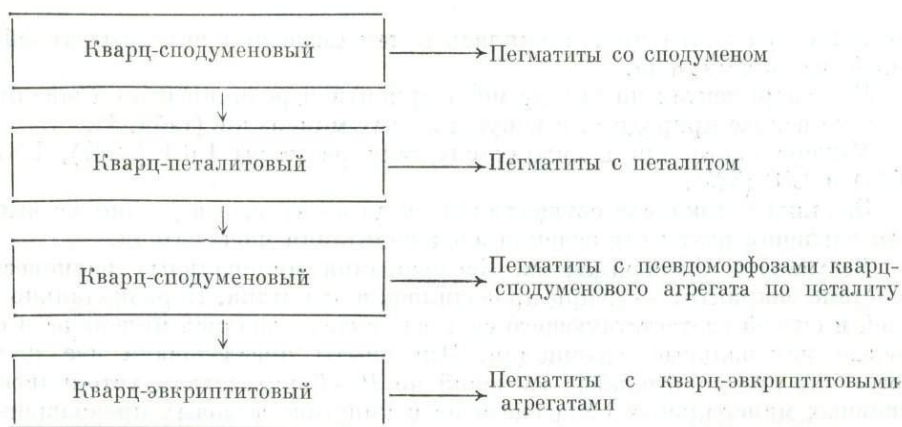 Кварц-сподуменовый
Пегматиты со сподуменом
Кварц-петалитовый
Пегматиты с петалитом
Кварц-сподуменовый
Пегматиты с псевдоморфозами кварц-
сподуменового агрегата по петалиту
Кварц-эвкриптитовый
Пегматиты с кварц-эвкриптитовыми
агрегатами